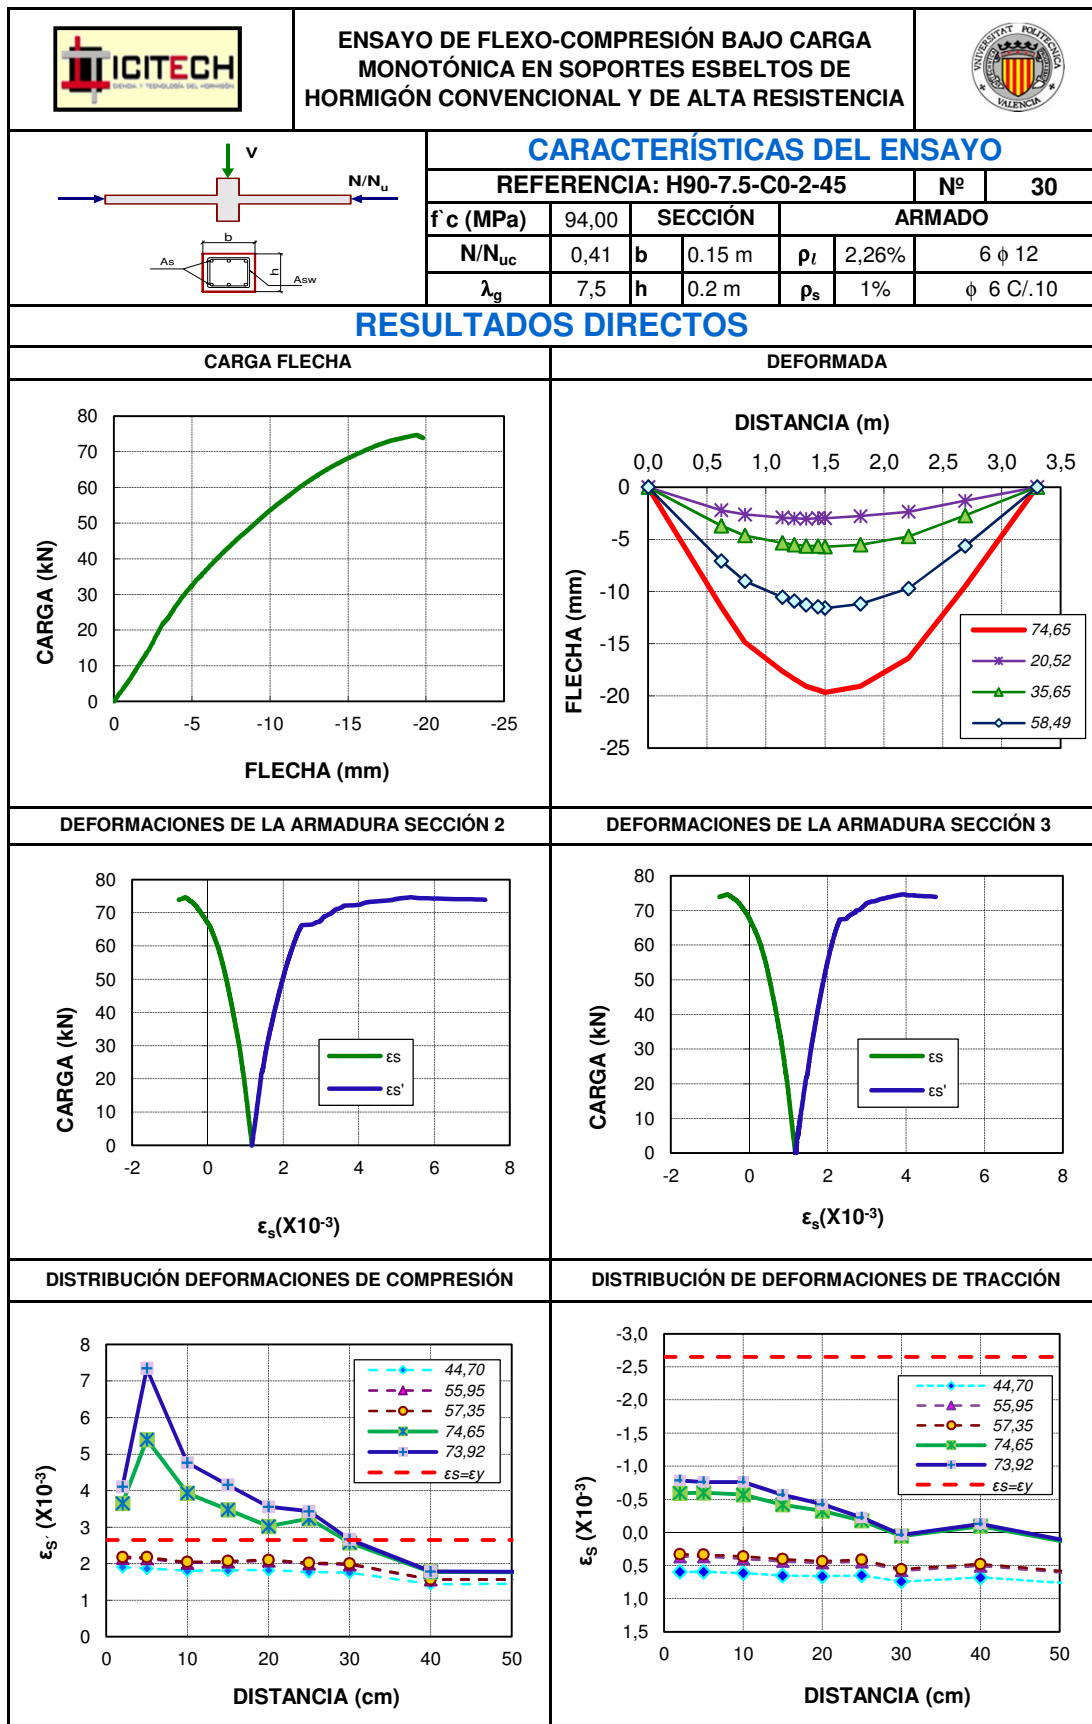 ICITECH
CIENCIA Y TECNOLOGÍA DEL HORMIGÓN
ENSAYO DE FLEXO-COMPRESIÓN BAJO CARGA
MONOTÓNICA EN SOPORTES ESBELTOS DE
HORMIGÓN CONVENCIONAL Y DE ALTA RESISTENCIA
UNIVERSITAT POLITECNICA
VALENCIA
V
N/Nu
b
As
h
Asw
CARACTERÍSTICAS DEL ENSAYO
REFERENCIA: H90-7.5-C0-2-45 Nº 30
f`c (MPa) 94,00 SECCIÓN ARMADO
N/Nuc 0,41 b 0.15 m ρl 2,26% 6 ϕ 12
λg 7,5 h 0.2 m ρs 1% ϕ 6 C/.10
RESULTADOS DIRECTOS
CARGA FLECHA
80
70
60
50
40
30
20
10
0
0 -5 -10 -15 -20 -25
CARGA (kN)
FLECHA (mm)
DEFORMADA
DISTANCIA (m)
0,0 0,5 1,0 1,5 2,0 2,5 3,0 3,5
0
-5
-10
-15
-20
-25
FLECHA (mm)
74,65
20,52
35,65
58,49
DEFORMACIONES DE LA ARMADURA SECCIÓN 2
80
70
60
50
40
30
20
10
0
-2 0 2 4 6 8
CARGA (kN)
εs
εs'
εs(X10-3)
DEFORMACIONES DE LA ARMADURA SECCIÓN 3
80
70
60
50
40
30
20
10
0
-2 0 2 4 6 8
CARGA (kN)
εs
εs'
εs(X10-3)
DISTRIBUCIÓN DEFORMACIONES DE COMPRESIÓN
8
7
6
5
4
3
2
1
0
0 10 20 30 40 50
εs´ (X10-3)
44,70
55,95
57,35
74,65
73,92
εs=εy
DISTANCIA (cm)
DISTRIBUCIÓN DE DEFORMACIONES DE TRACCIÓN
-3,0
-2,5
-2,0
-1,5
-1,0
-0,5
0,0
0,5
1,0
1,5
0 10 20 30 40 50
εs (X10-3)
44,70
55,95
57,35
74,65
73,92
εs=εy
DISTANCIA (cm)